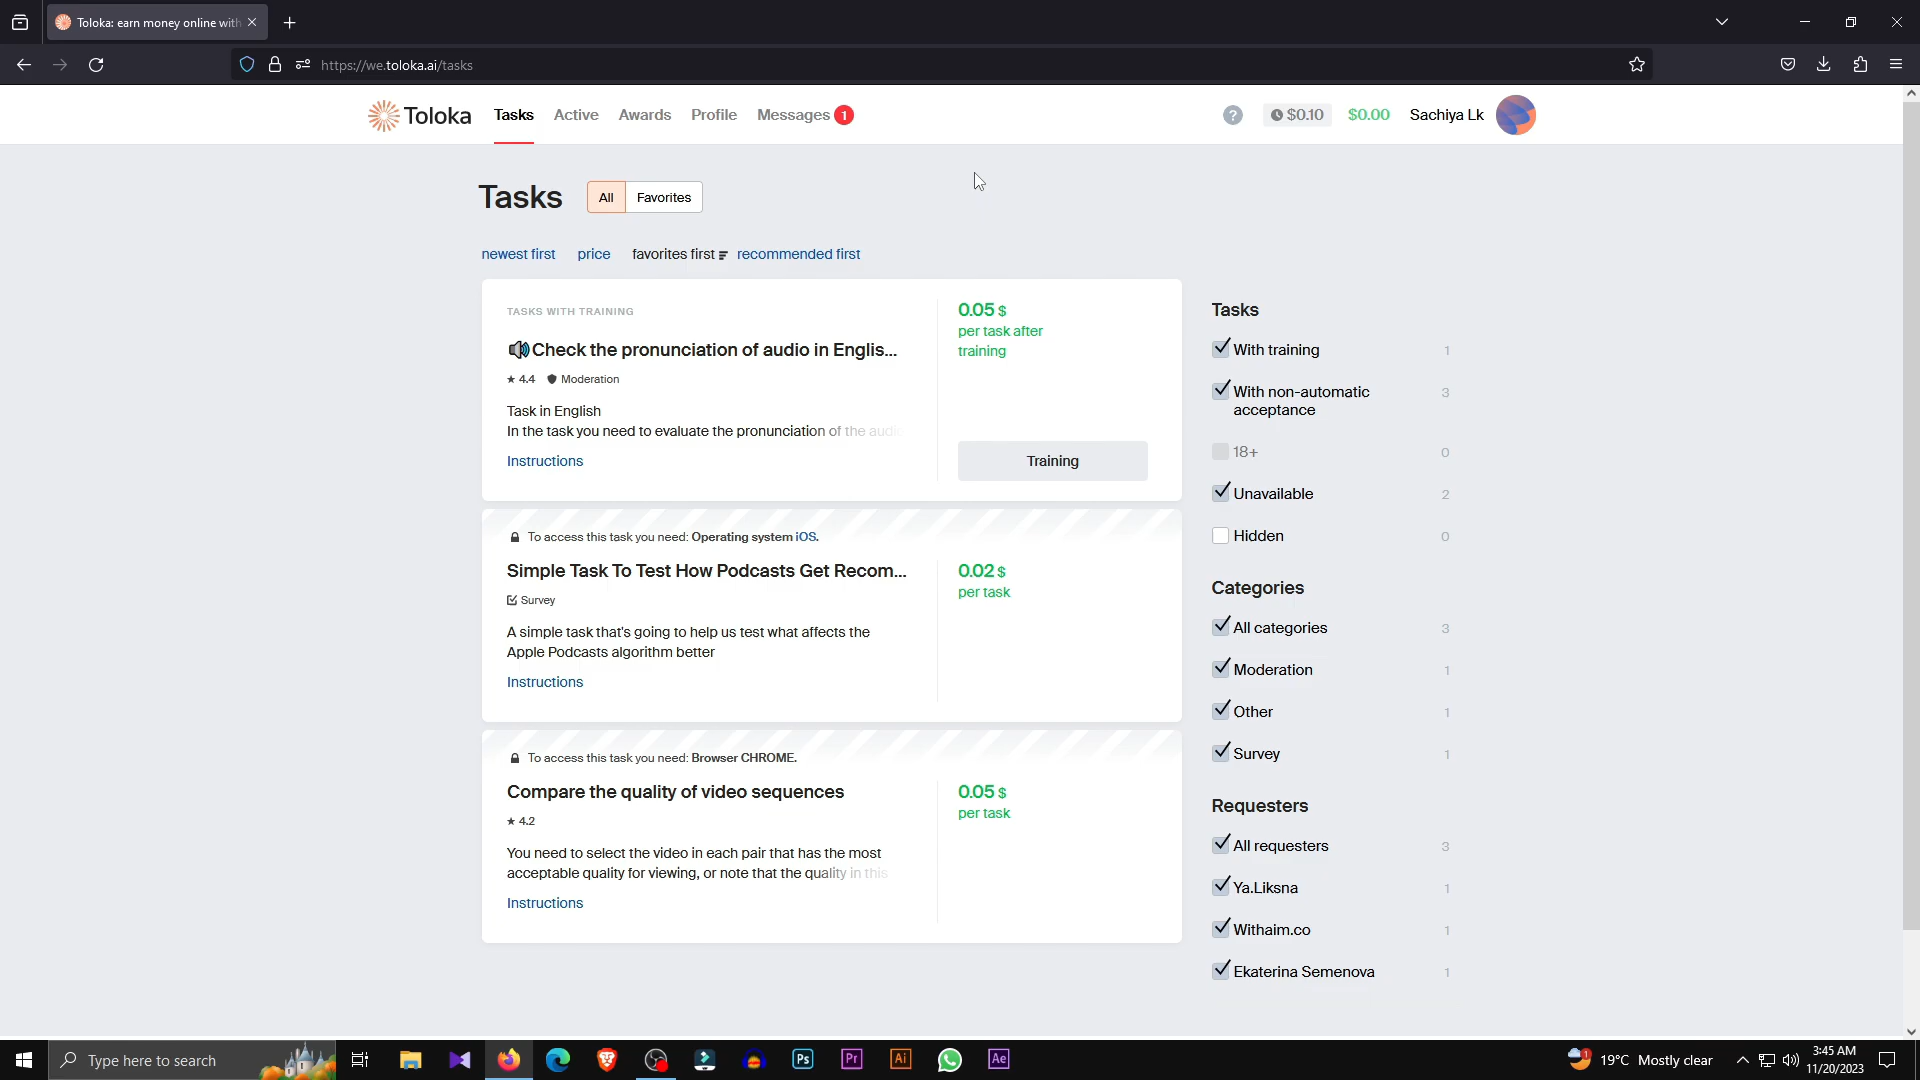 Toloka: earn money online with
https://we.toloka.ai/tasks
Toloka
Tasks
Active
Awards
Profile
Messages 1
?
$0.10
$0.00
Sachiya Lk
Tasks
All
Favorites
newest first
price
favorites first
recommended first
TASKS WITH TRAINING
Check the pronunciation of audio in Englis...
4.4 Moderation
Task in English
In the task you need to evaluate the pronunciation of the audio
Instructions
0.05 $
per task after
training
Training
To access this task you need: Operating system iOS.
Simple Task To Test How Podcasts Get Recom...
Survey
A simple task that's going to help us test what affects the
Apple Podcasts algorithm better
Instructions
0.02 $
per task
To access this task you need: Browser CHROME.
Compare the quality of video sequences
4.2
You need to select the video in each pair that has the most
acceptable quality for viewing, or note that the quality in this
Instructions
0.05 $
per task
Tasks
With training 1
With non-automatic
acceptance 3
18+ 0
Unavailable 2
Hidden 0
Categories
All categories 3
Moderation 1
Other 1
Survey 1
Requesters
All requesters 3
Ya.Liksna 1
Withaim.co 1
Ekaterina Semenova 1
Type here to search
Ps
Pr
Ai
Ae
1
19°C Mostly clear
3:45 AM
11/20/2023